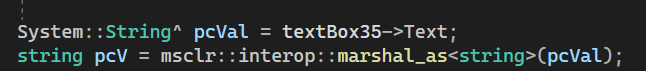 System::String^ pcVal = textBox35->Text;
string pcV = msclr::interop::marshal_as<string>(pcVal);